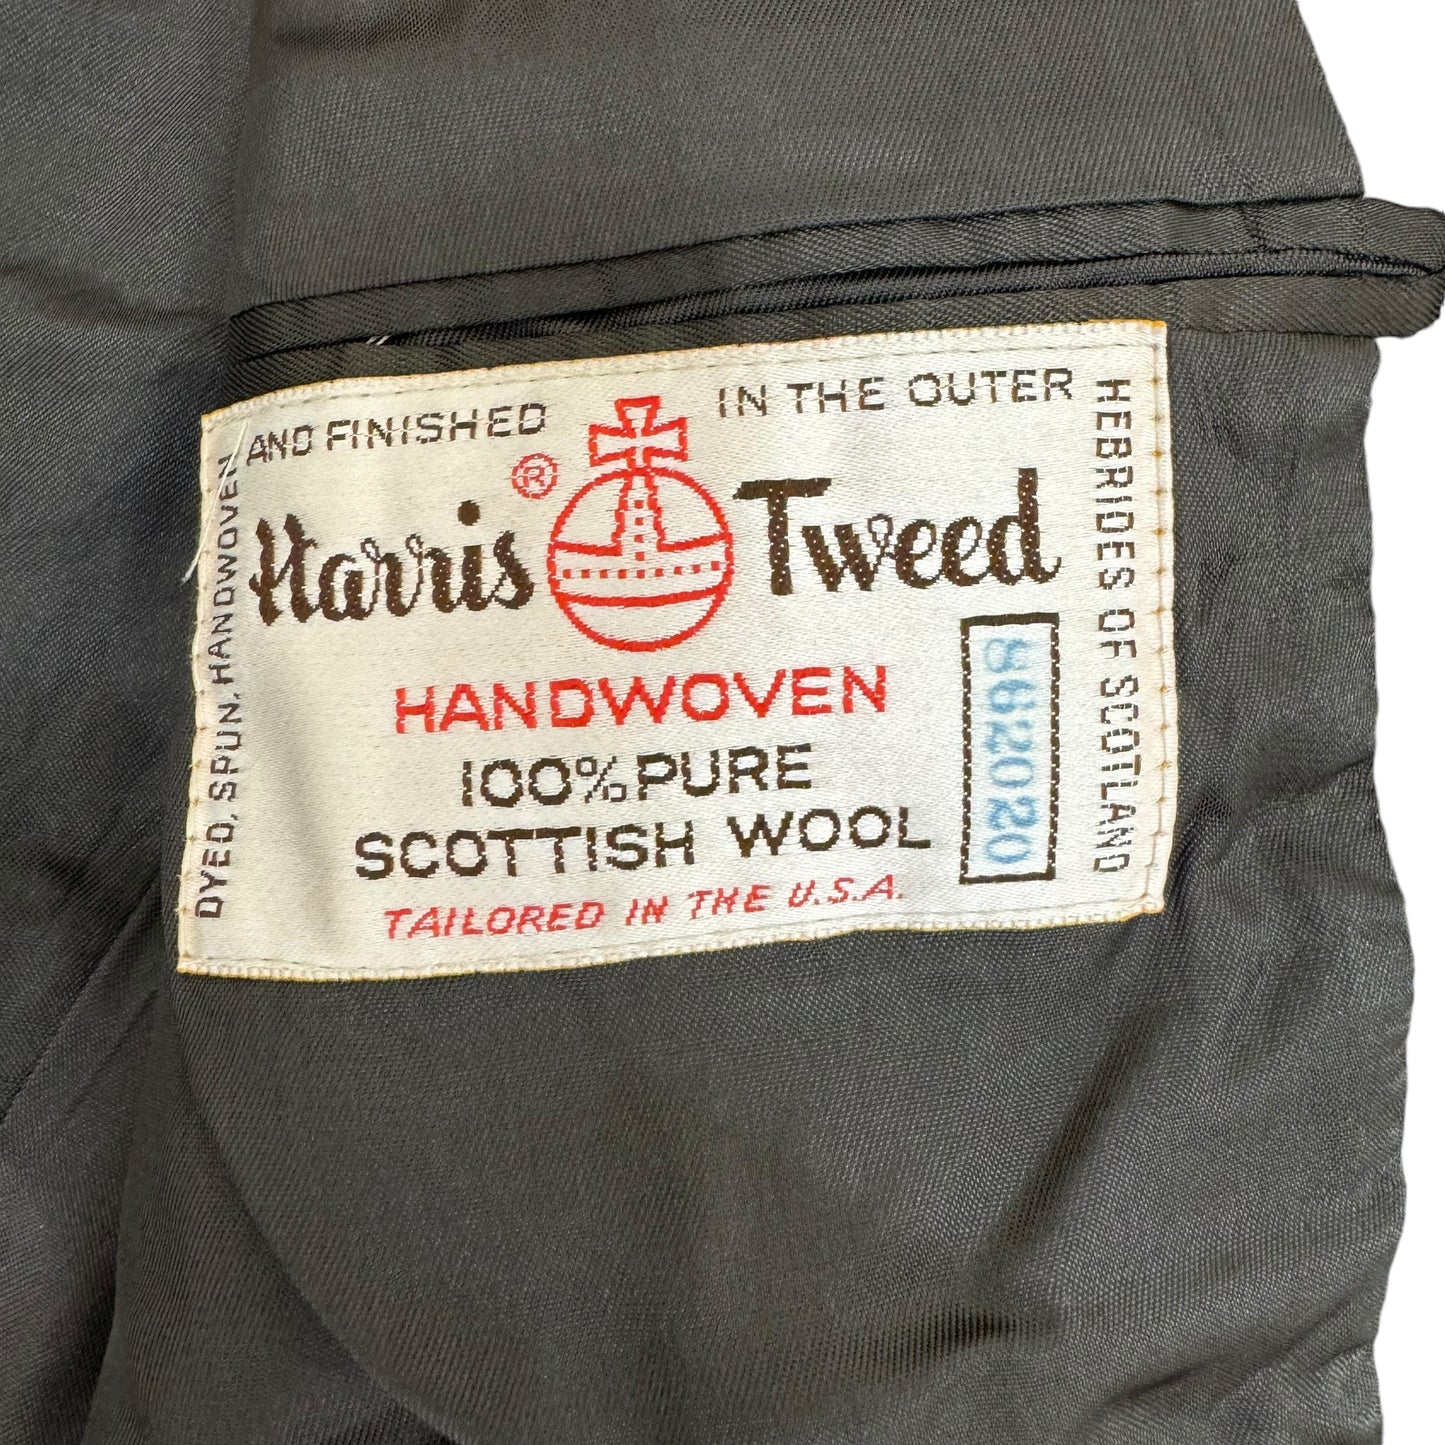 DYED, SPUN, HANDWOVEN
AND FINISHED
IN THE OUTER
HEBRIDES OF SCOTLAND
Harris ® Tweed
HANDWOVEN
100% PURE
SCOTTISH WOOL
TAILORED IN THE U.S.A.
862020